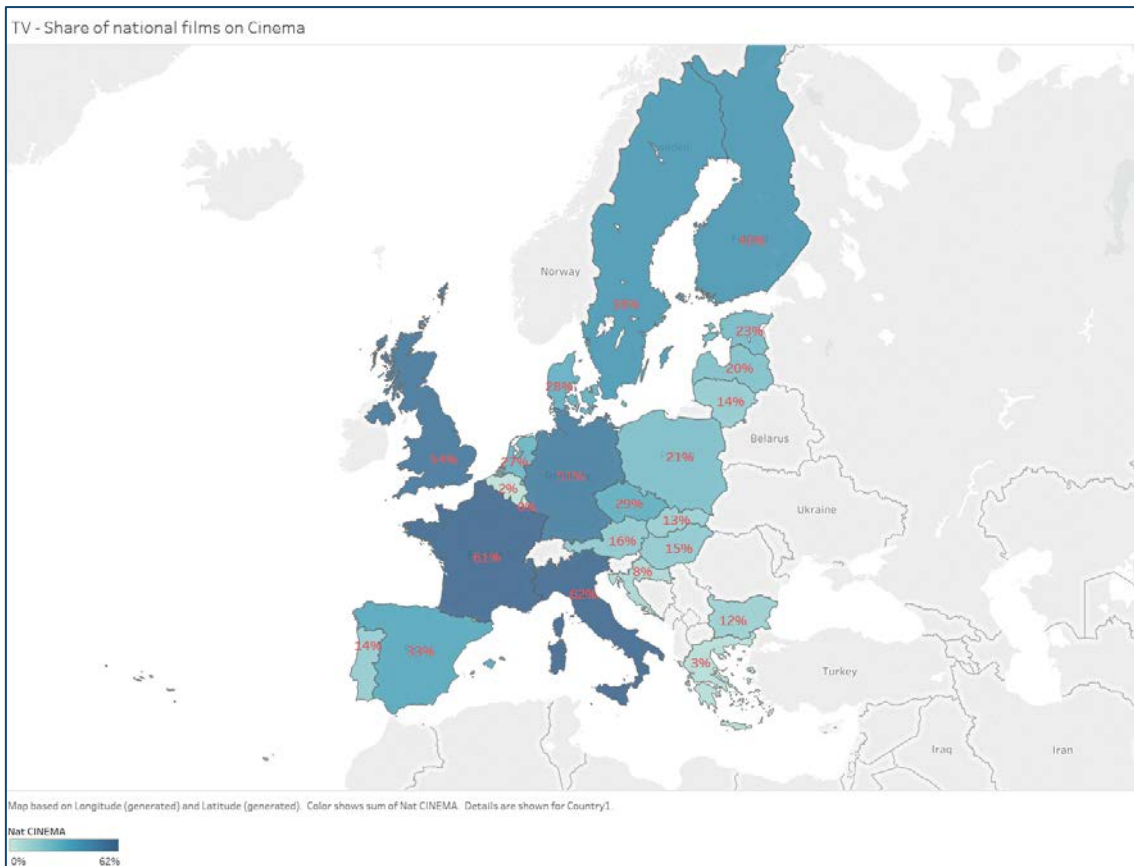 TV - Share of national films on Cinema
Norway
40%
23%
20%
28%
14%
Belarus
27%
21%
2%
0%
29%
Ukraine
13%
16%
15%
61%
8%
62%
12%
14%
33%
3%
Turkey
Iraq
Iran
Map based on Longitude (generated) and Latitude (generated). Color shows sum of Nat CINEMA. Details are shown for Country1.
Nat CINEMA
0%
62%